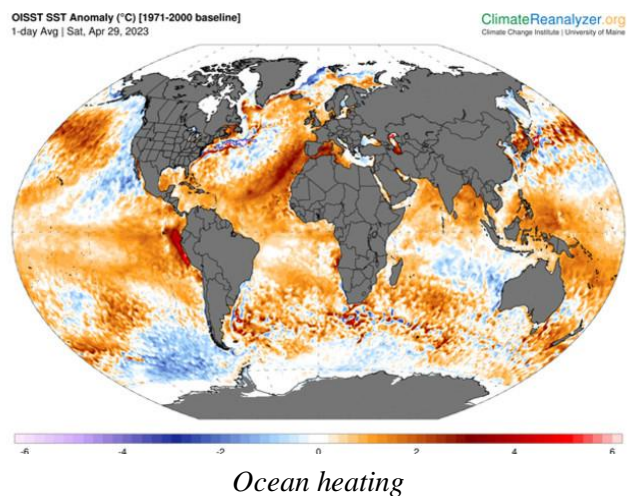 OISST SST Anomaly (°C) [1971-2000 baseline]
1-day Avg | Sat, Apr 29, 2023
ClimateReanalyzer.org
Climate Change Institute | University of Maine
-6 -4 -2 0 2 4 6
Ocean heating